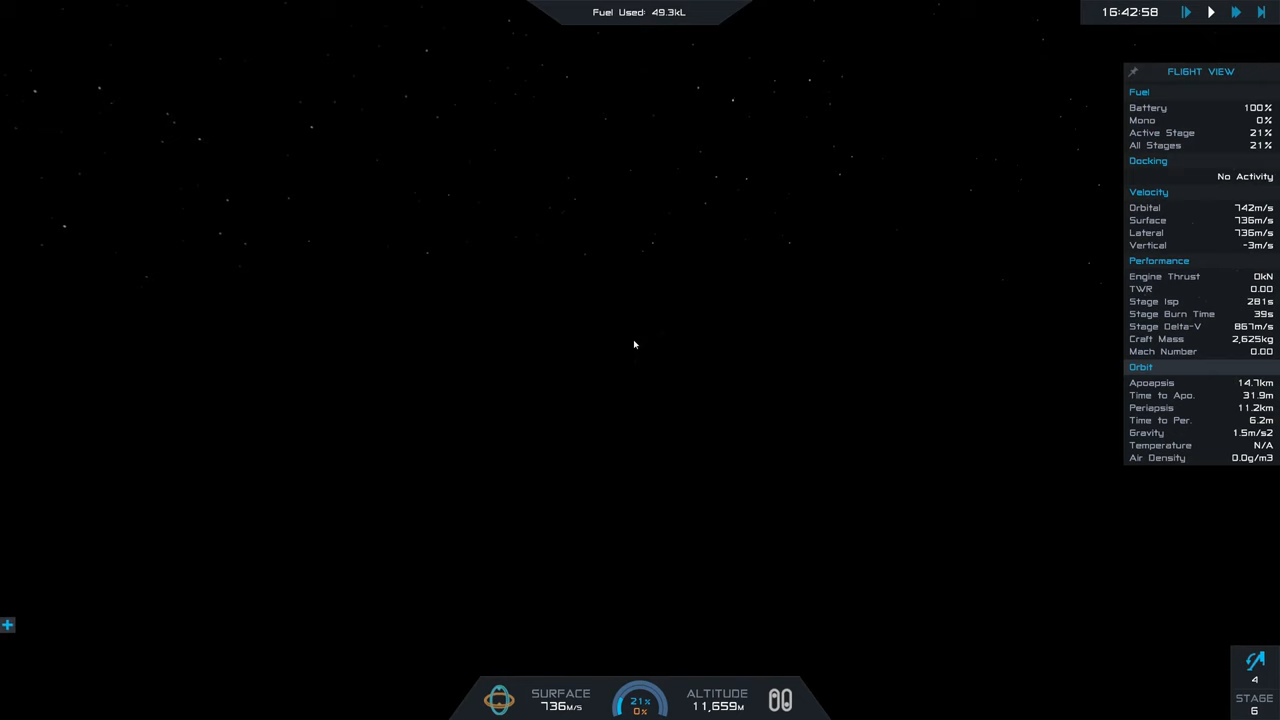 Fuel Used: 49.3kL
16:42:58
FLIGHT VIEW
Fuel
Battery 100%
Mono 0%
Active Stage 21%
All Stages 21%
Docking
No Activity
Velocity
Orbital 742m/s
Surface 736m/s
Lateral 736m/s
Vertical -3m/s
Performance
Engine Thrust 0kN
TWR 0.00
Stage Isp 281s
Stage Burn Time 39s
Stage Delta-V 867m/s
Craft Mass 2,625kg
Mach Number 0.00
Orbit
Apoapsis 14.7km
Time to Apo. 31.9m
Periapsis 11.2km
Time to Per. 6.2m
Gravity 1.5m/s2
Temperature N/A
Air Density 0.0g/m3
SURFACE
736M/S
21%
0%
ALTITUDE
11,659M
4
STAGE
6